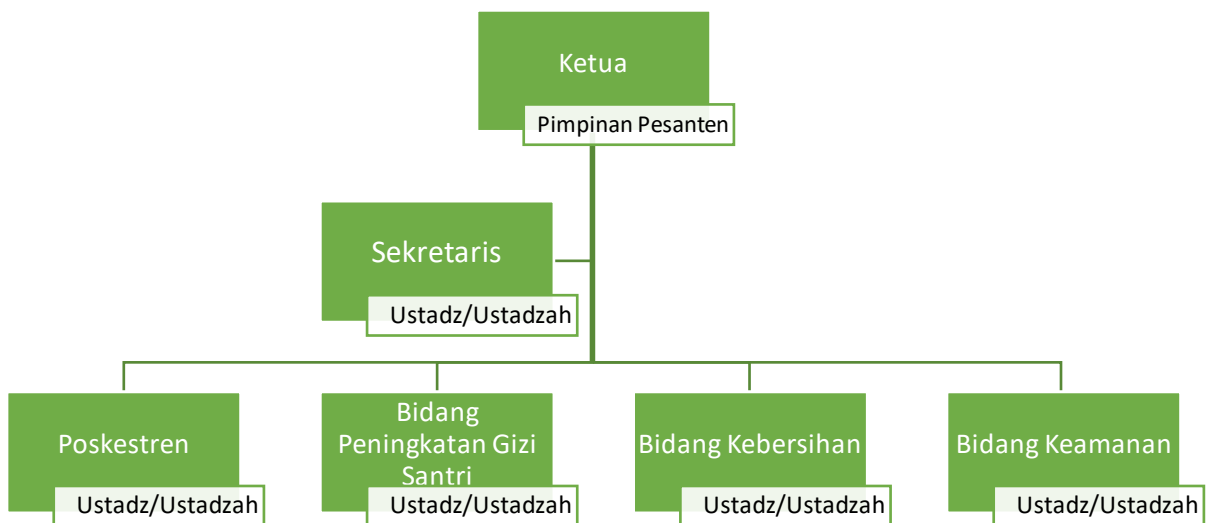 Ketua
Pimpinan Pesanten
Sekretaris
Ustadz/Ustadzah
Poskestren
Ustadz/Ustadzah
Bidang
Peningkatan Gizi
Santri
Ustadz/Ustadzah
Bidang Kebersihan
Ustadz/Ustadzah
Bidang Keamanan
Ustadz/Ustadzah